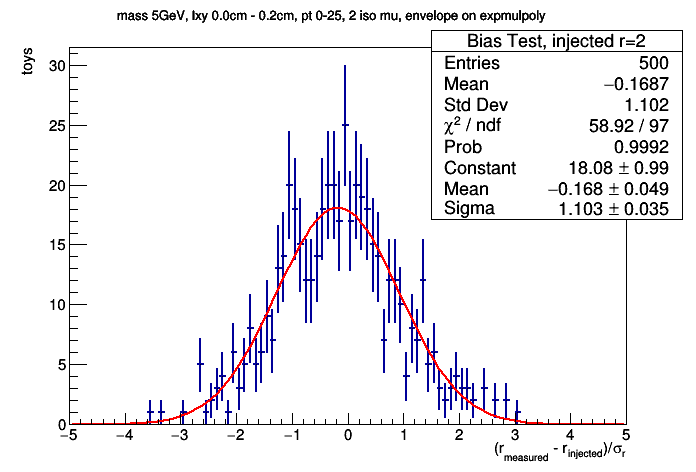 mass 5GeV, lxy 0.0cm - 0.2cm, pt 0-25, 2 iso mu, envelope on expmulpoly
Bias Test, injected r=2
Entries 500
Mean −0.1687
Std Dev 1.102
χ² / ndf 58.92 / 97
Prob 0.9992
Constant 18.08 ± 0.99
Mean −0.168 ± 0.049
Sigma 1.103 ± 0.035
toys
30
25
20
15
10
5
0
−5 −4 −3 −2 −1 0 1 2 3 4 5
(r_measured - r_injected)/σ_r